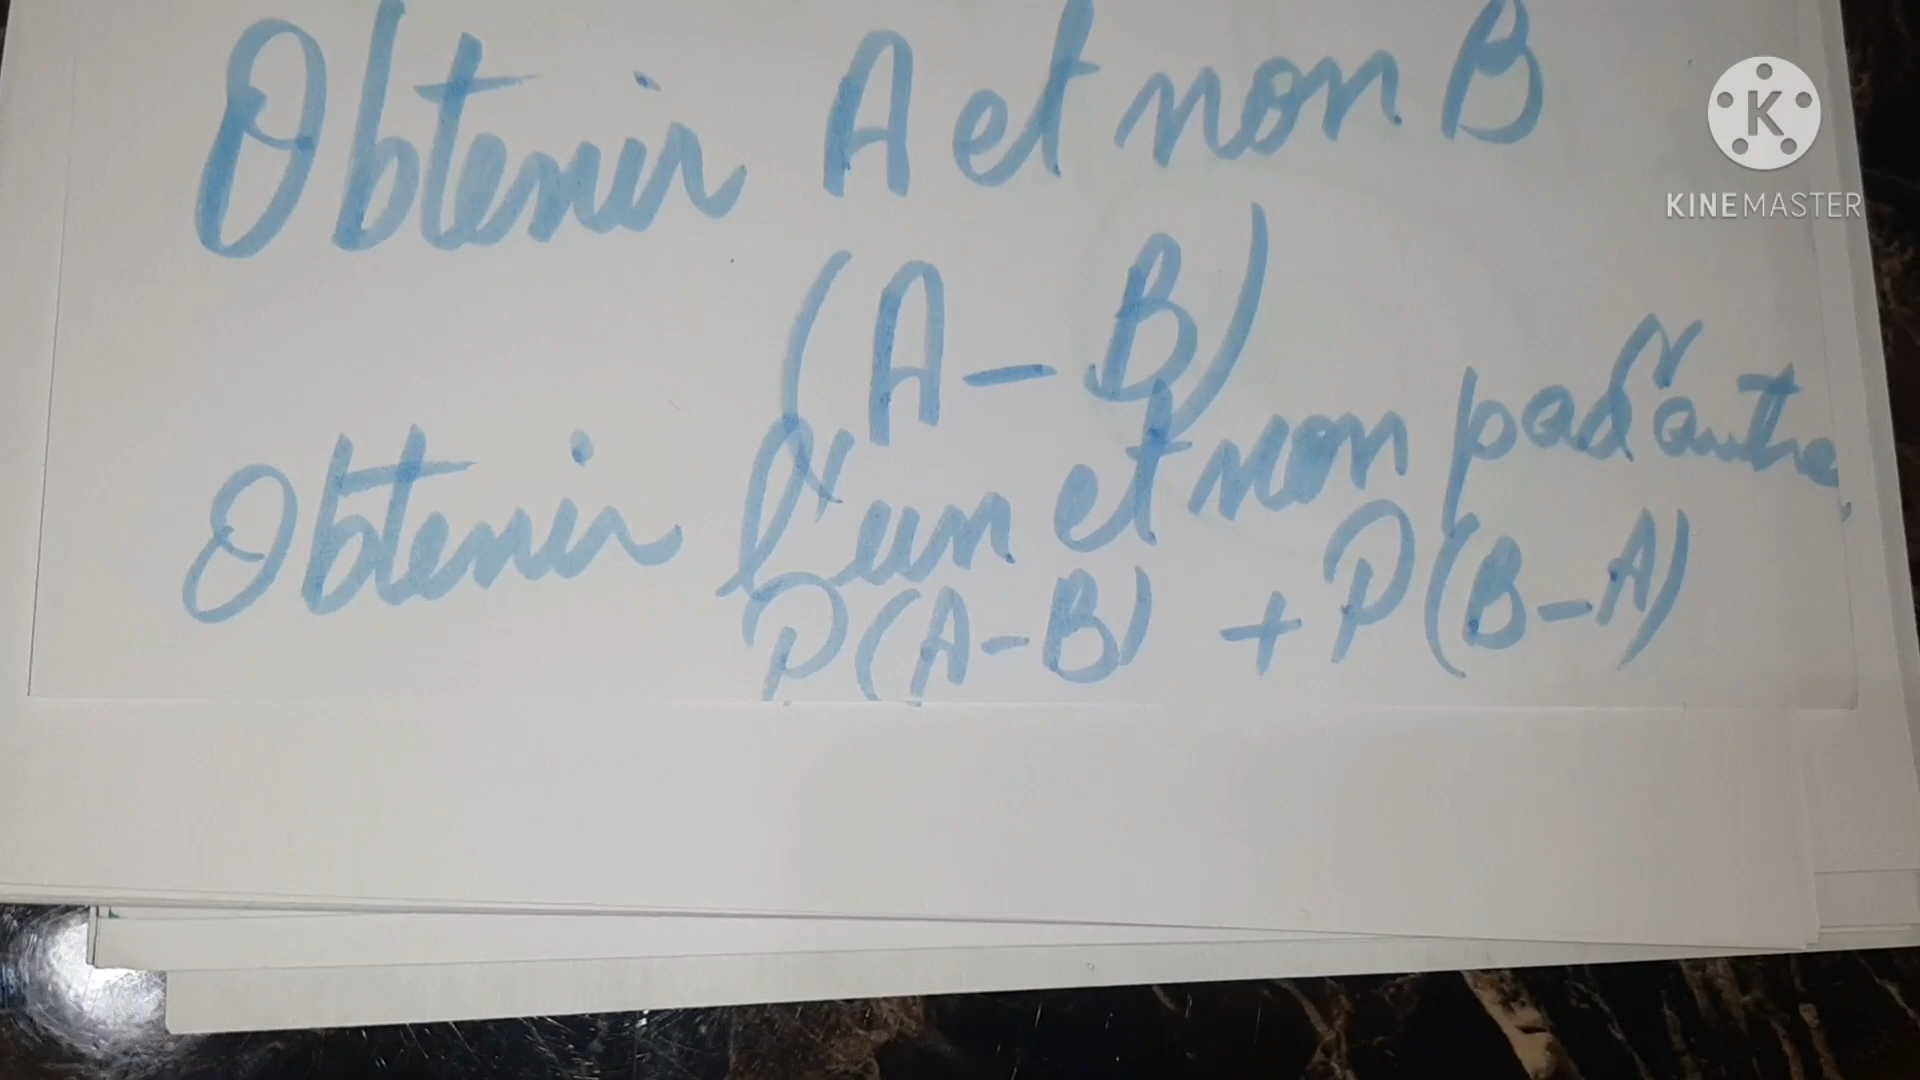 Obtenir A et non B
(A - B)
Obtenir l'un et non pas l'autre
P(A-B) + P(B-A)
K
KINEMASTER